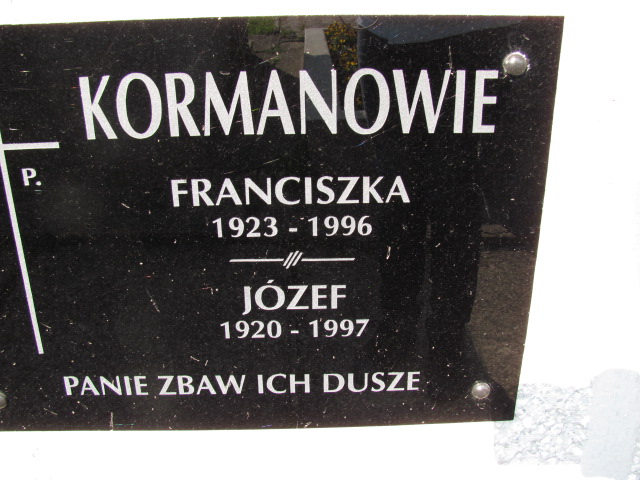 KORMANOWIE
P.
FRANCISZKA
1923 - 1996
JÓZEF
1920 - 1997
PANIE ZBAW ICH DUSZE